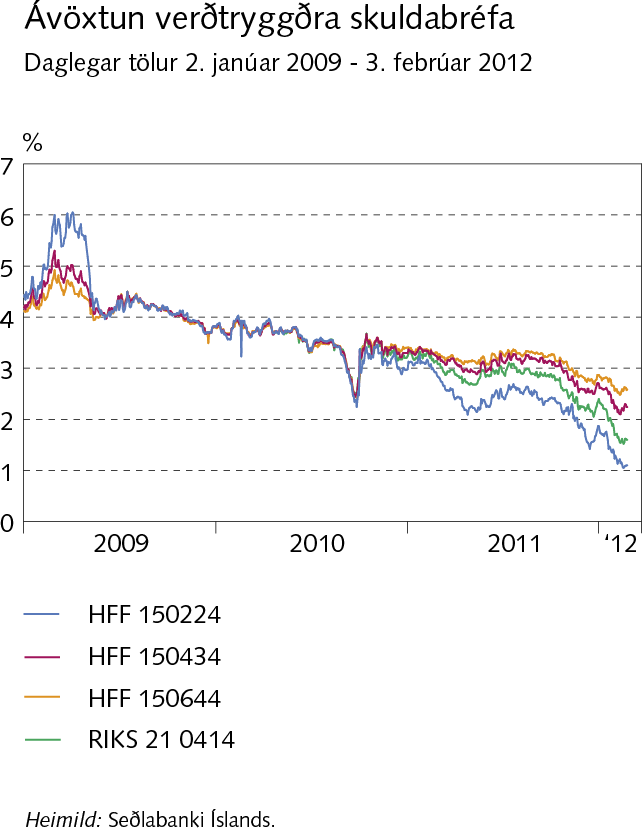 Ávöxtun verðtryggðra skuldabréfa
Daglegar tölur 2. janúar 2009 - 3. febrúar 2012
%
7
6
5
4
3
2
1
0
2009 2010 2011 ‘12
HFF 150224
HFF 150434
HFF 150644
RIKS 21 0414
Heimild: Seðlabanki Íslands.